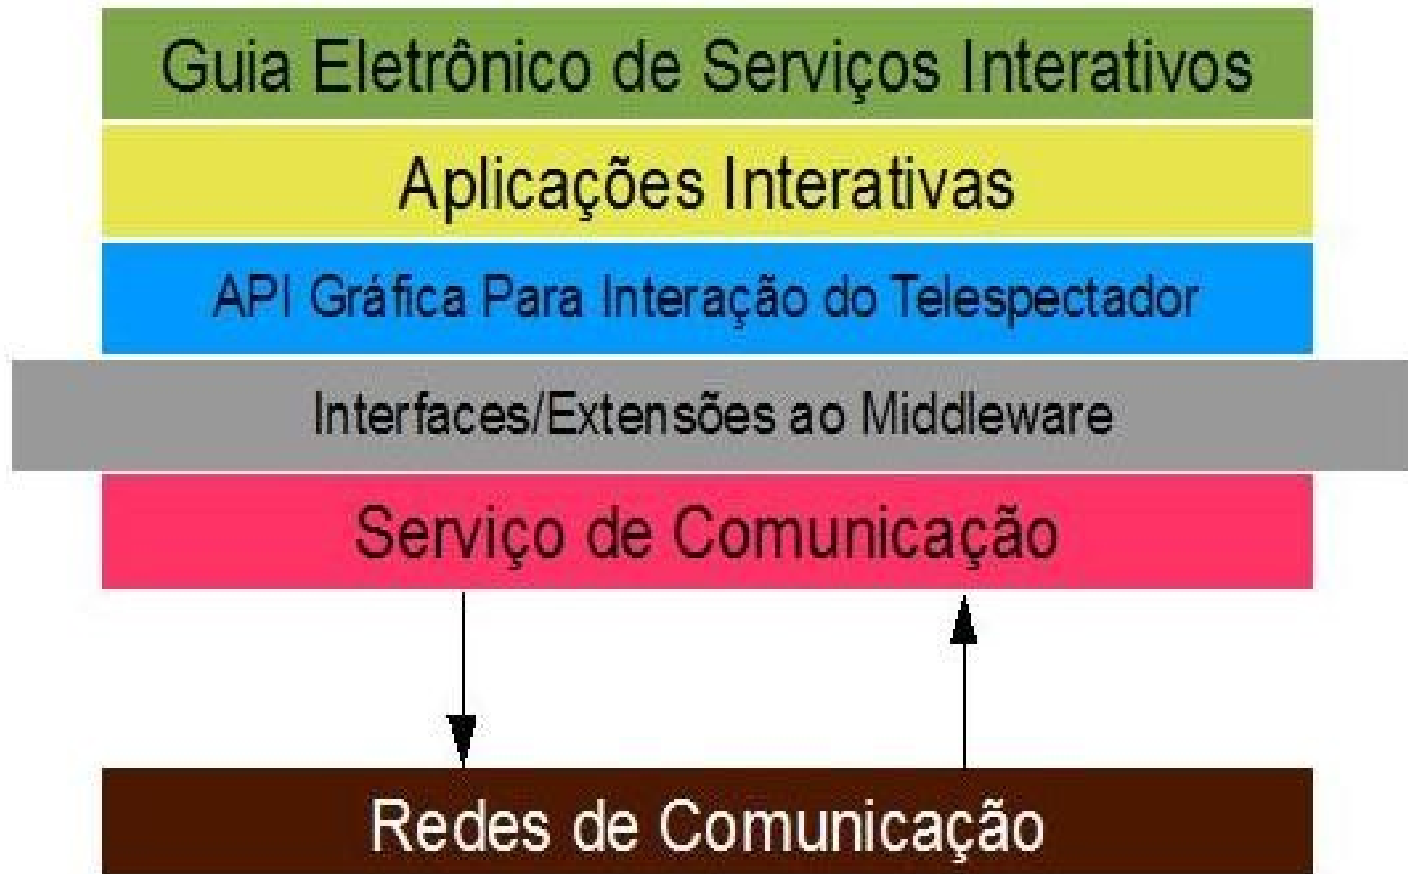 Guia Eletrônico de Serviços Interativos
Aplicações Interativas
API Gráfica Para Interação do Telespectador
Interfaces/Extensões ao Middleware
Serviço de Comunicação
Redes de Comunicação